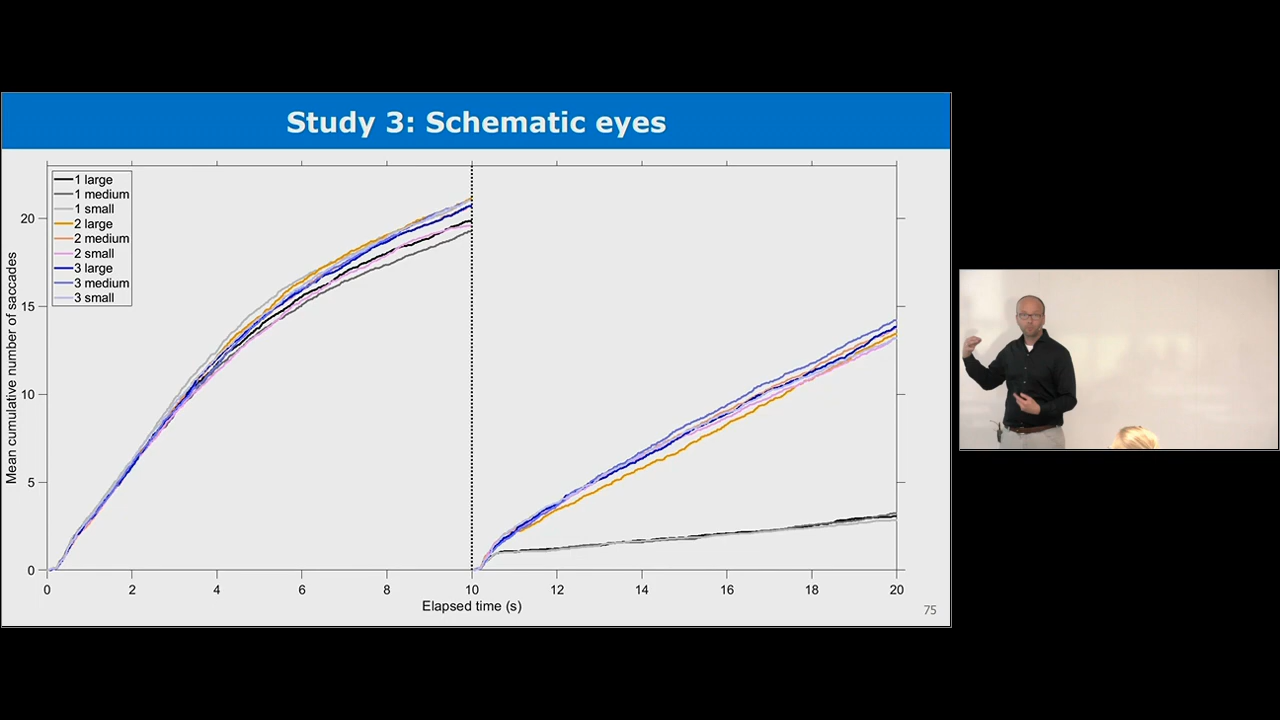 Study 3: Schematic eyes
1 large
1 medium
1 small
2 large
2 medium
2 small
3 large
3 medium
3 small
Mean cumulative number of saccades
20
15
10
5
0
0 2 4 6 8 10 12 14 16 18 20
Elapsed time (s)
75